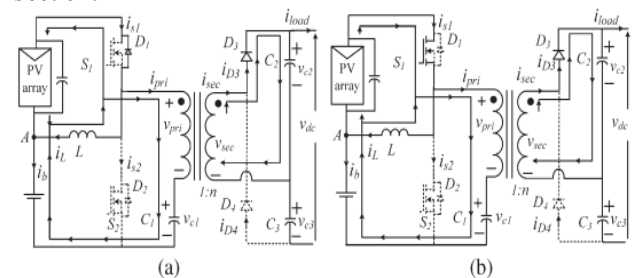 i_s1
D_1
S_1
PV
array
i_pri
v_pri
A
i_L
L
i_b
i_s2
D_2
S_2
C_1
v_c1
1:n
i_sec
v_sec
D_3
i_D3
C_2
i_load
v_c2
v_dc
D_4
i_D4
C_3
v_c3
(a)
i_s1
D_1
S_1
PV
array
i_pri
v_pri
A
i_L
L
i_b
i_s2
D_2
S_2
C_1
v_c1
1:n
i_sec
v_sec
D_3
i_D3
C_2
i_load
v_c2
v_dc
D_4
i_D4
C_3
v_c3
(b)